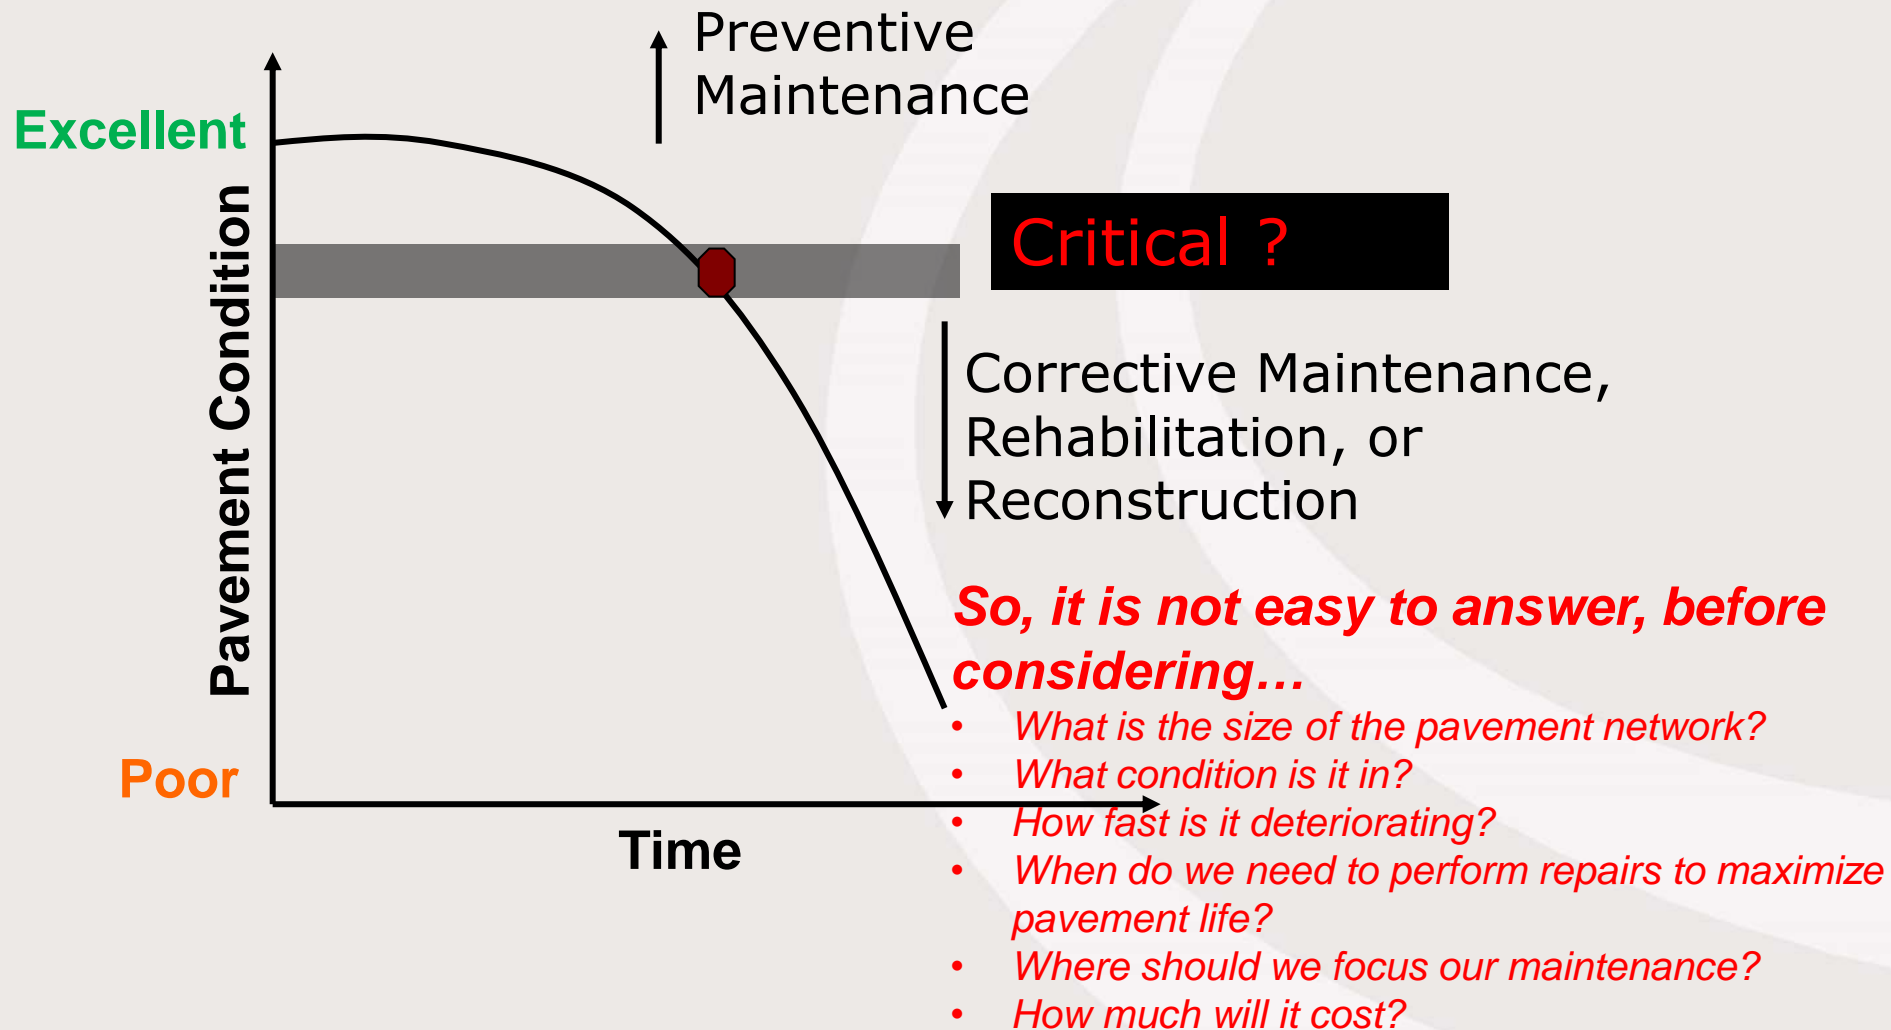 Preventive
Maintenance
Excellent
Pavement Condition
Critical ?
Corrective Maintenance,
Rehabilitation, or
Reconstruction
So, it is not easy to answer, before
considering…
• What is the size of the pavement network?
• What condition is it in?
Poor
• How fast is it deteriorating?
Time
• When do we need to perform repairs to maximize
pavement life?
• Where should we focus our maintenance?
• How much will it cost?